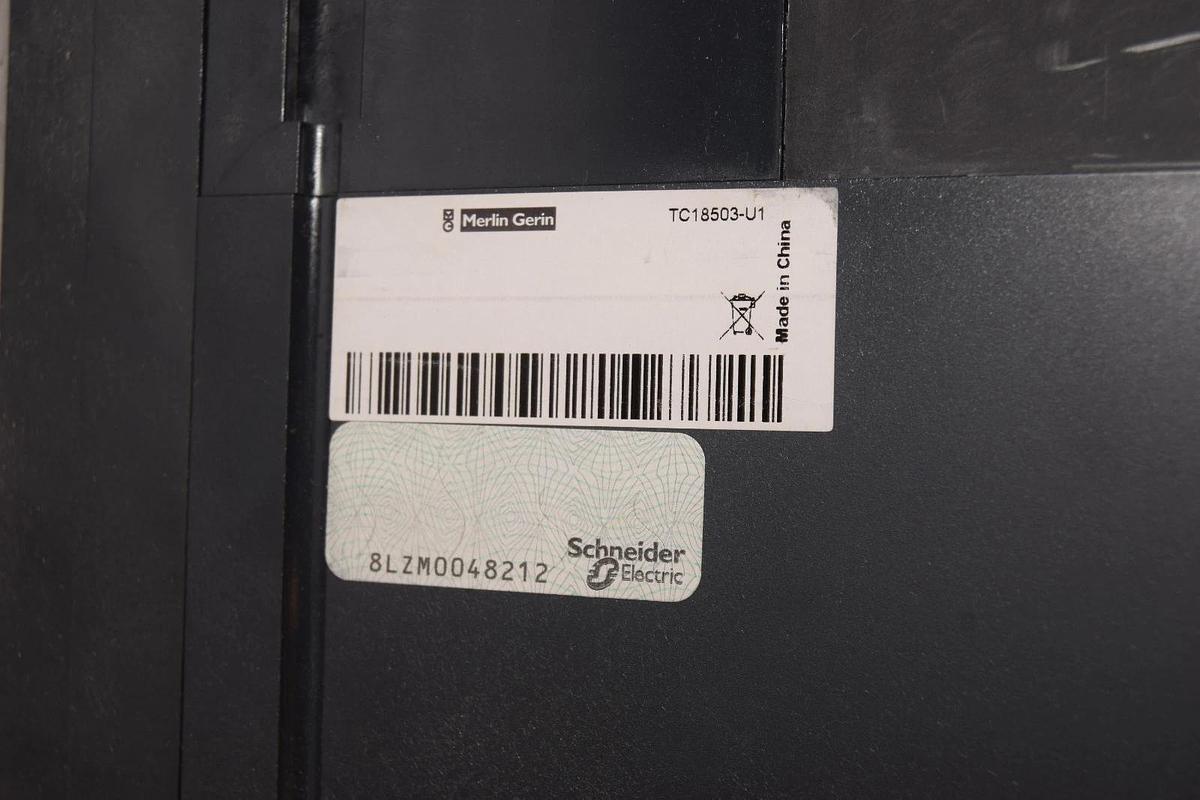 Merlin Gerin
TC18503-U1
Made in China
8LZM0048212
Schneider
Electric